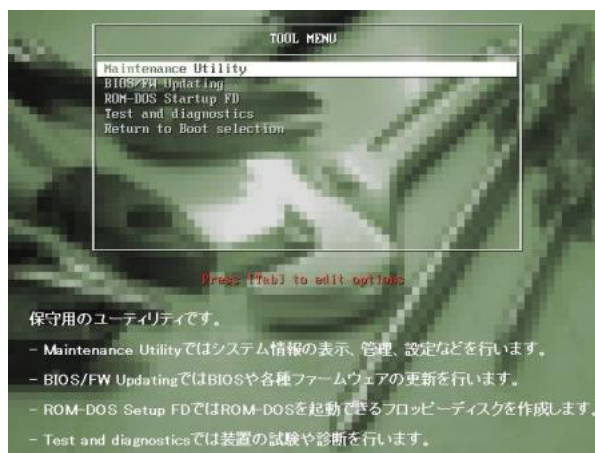 TOOL MENU
Maintenance Utility
BIOS/FW Updating
ROM-DOS Startup FD
Test and diagnostics
Return to Boot selection
Press [Tab] to edit options
保守用のユーティリティです。
- Maintenance Utilityではシステム情報の表示、管理、設定などを行います。
- BIOS/FW UpdatingではBIOSや各種ファームウェアの更新を行います。
- ROM-DOS Setup FDではROM-DOSを起動できるフロッピーディスクを作成します。
- Test and diagnosticsでは装置の試験や診断を行います。